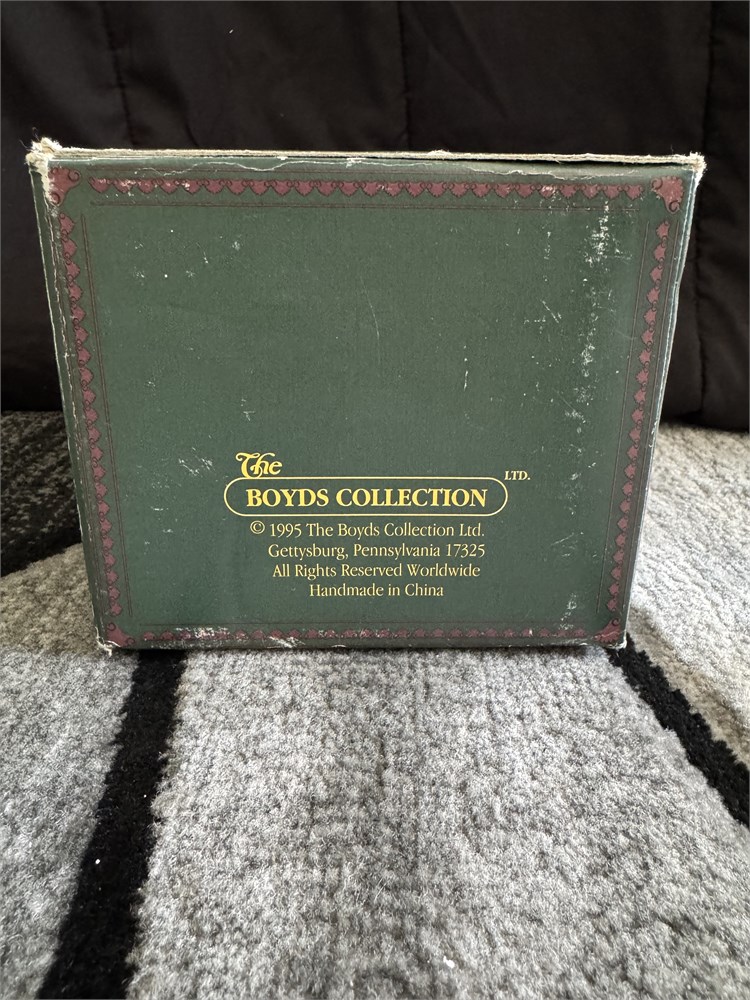 The
BOYDS COLLECTION LTD.
© 1995 The Boyds Collection Ltd.
Gettysburg, Pennsylvania 17325
All Rights Reserved Worldwide
Handmade in China